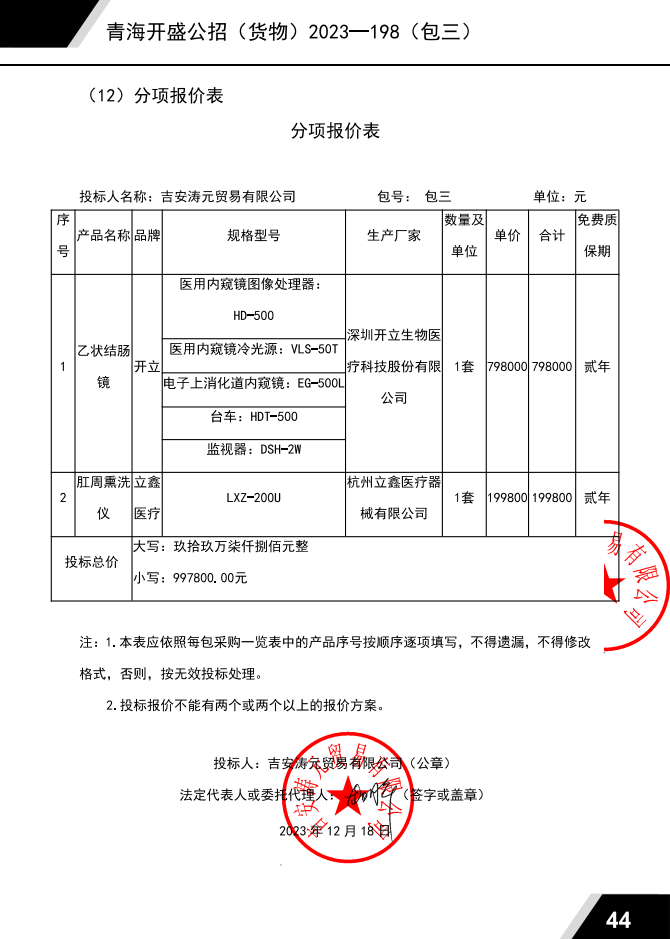 青海开盛公招（货物）2023—198（包三）
（12）分项报价表
分项报价表
投标人名称：吉安涛元贸易有限公司 包号： 包三 单位：元
序号 产品名称 品牌 规格型号 生产厂家 数量及单位 单价 合计 免费质保期
1 乙状结肠镜 开立 医用内窥镜图像处理器：HD-500 深圳开立生物医疗科技股份有限公司 1套 798000 798000 贰年
医用内窥镜冷光源：VLS-50T
电子上消化道内窥镜：EG-500L
台车：HDT-500
监视器：DSH-2W
2 肛周熏洗仪 立鑫医疗 LXZ-200U 杭州立鑫医疗器械有限公司 1套 199800 199800 贰年
投标总价 大写：玖拾玖万柒仟捌佰元整
小写：997800.00元
易有限公司
注：1.本表应依照每包采购一览表中的产品序号按顺序逐项填写，不得遗漏，不得修改
格式，否则，按无效投标处理。
2.投标报价不能有两个或两个以上的报价方案。
投标人：吉安涛元贸易有限公司（公章）
法定代表人或委托代理人：（签字或盖章）
2023年12月18日
吉安涛元贸易有限公司
44